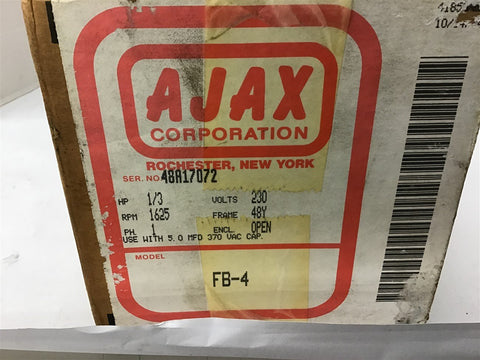 AJAX
CORPORATION
ROCHESTER, NEW YORK
SER. NO. 48A17072
HP 1/3 VOLTS 230
RPM 1625 FRAME 48Y
PH. 1 ENCL. OPEN
USE WITH 5.0 MFD 370 VAC CAP.
MODEL
FB-4